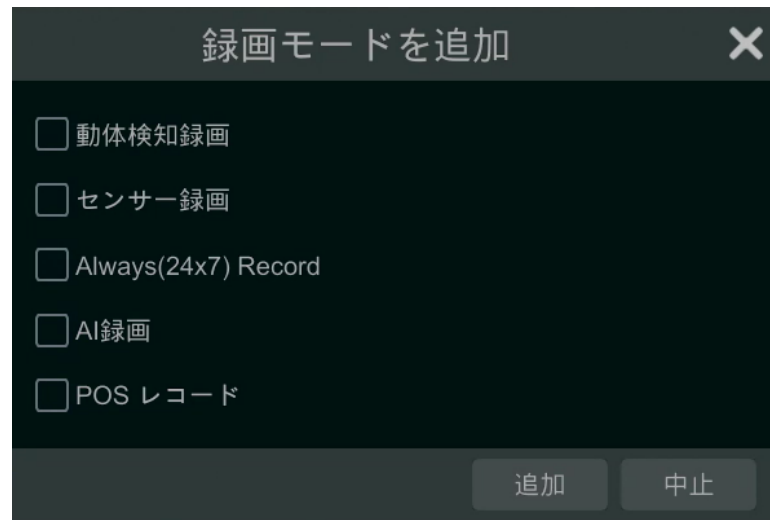 録画モードを追加
動体検知録画
センサー録画
Always(24x7) Record
AI録画
POS レコード
追加 中止